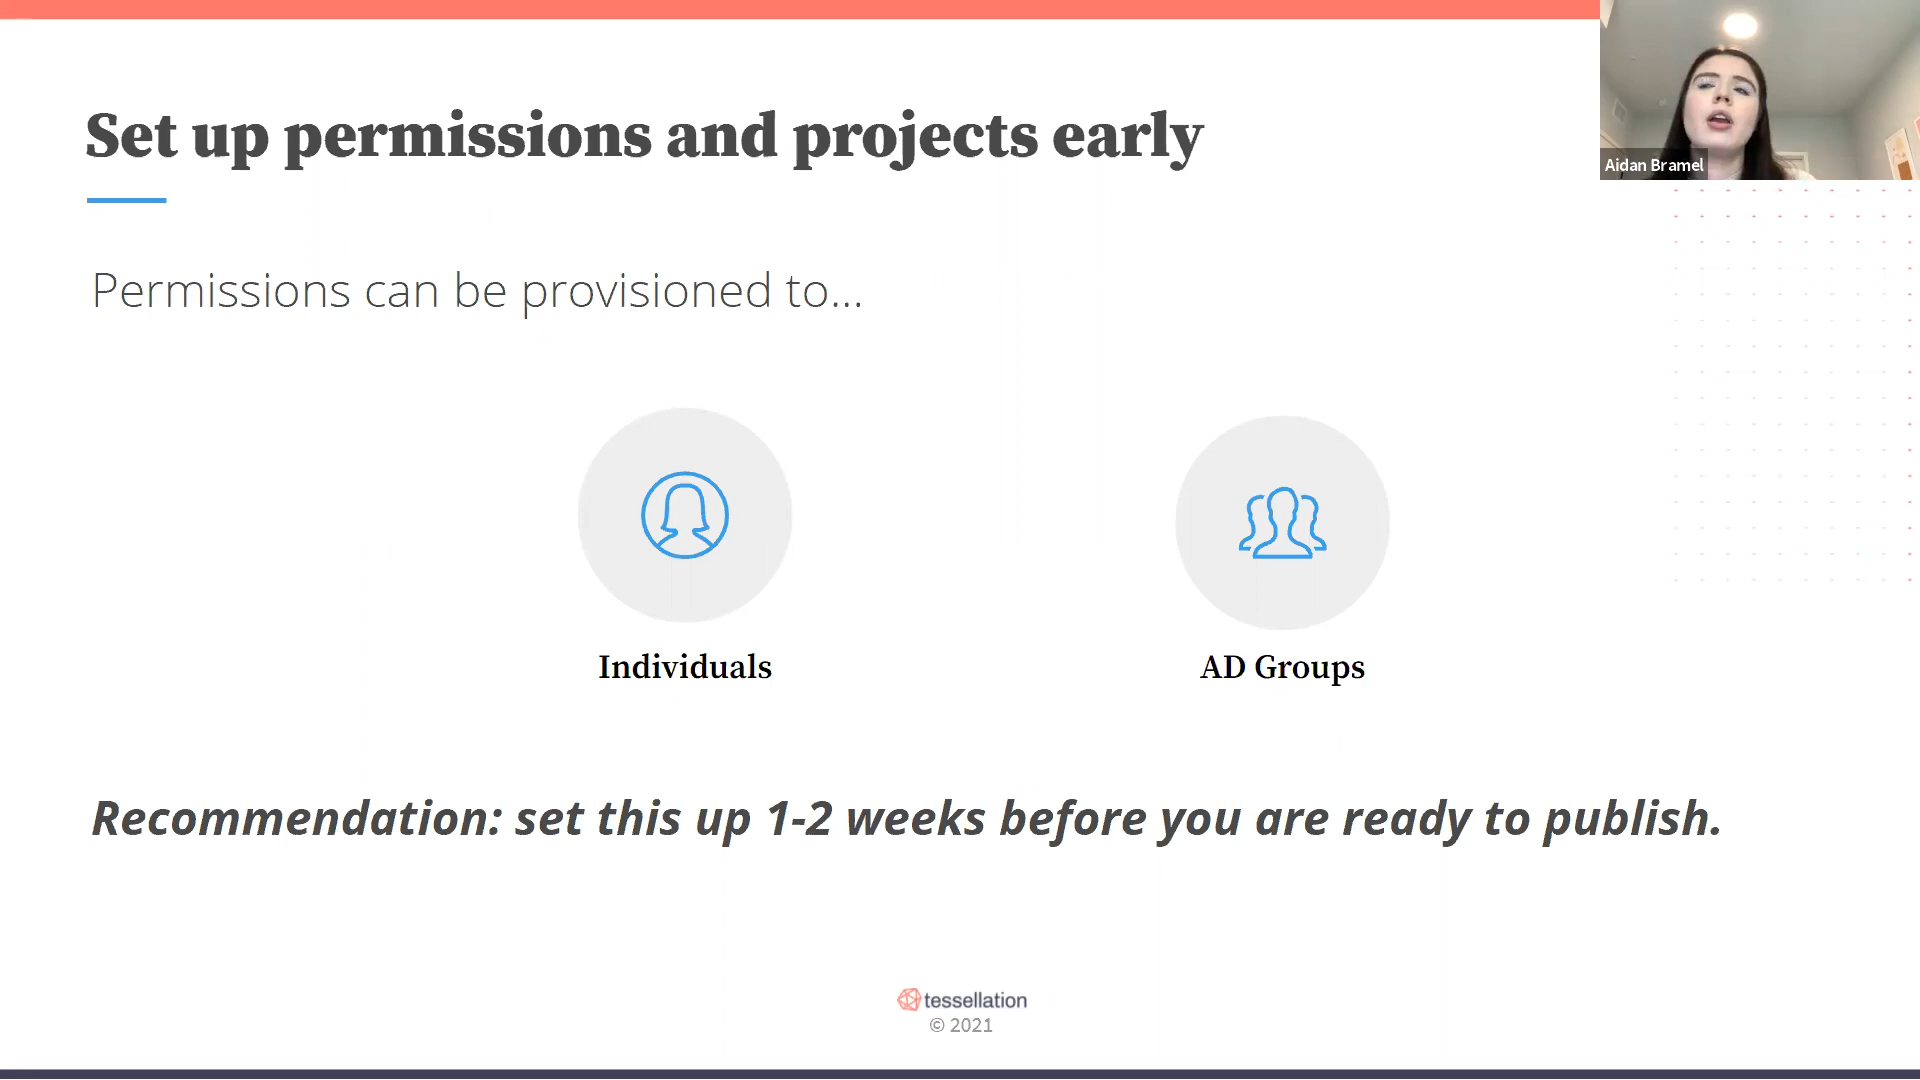 Set up permissions and projects early
Aidan Bramel
Permissions can be provisioned to...
Individuals
AD Groups
Recommendation: set this up 1-2 weeks before you are ready to publish.
tessellation
© 2021